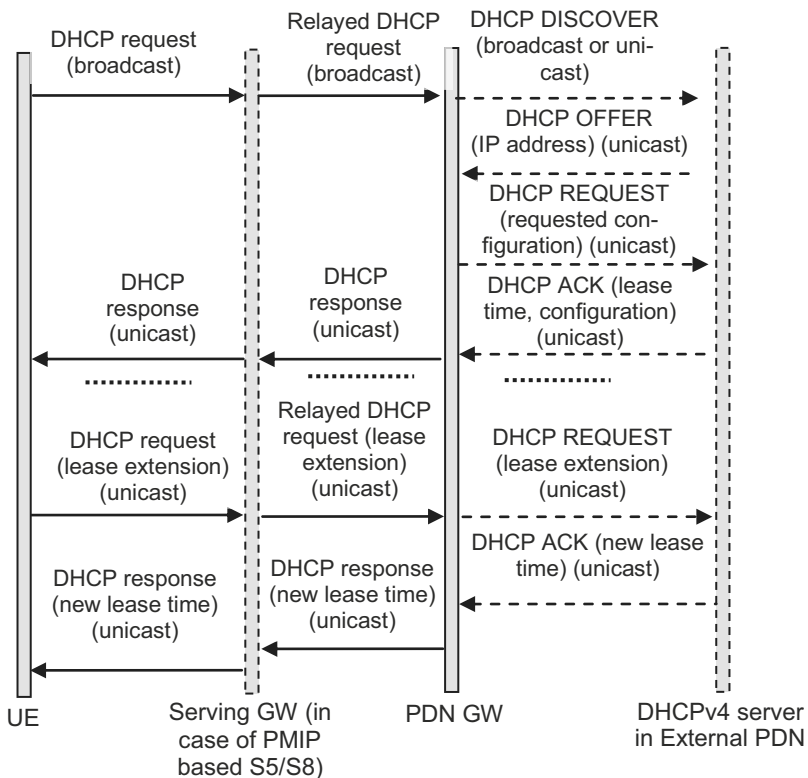 DHCP request
(broadcast)
Relayed DHCP
request
(broadcast)
DHCP DISCOVER
(broadcast or uni-
cast)
DHCP OFFER
(IP address) (unicast)
DHCP REQUEST
(requested con-
figuration) (unicast)
DHCP
response
(unicast)
DHCP
response
(unicast)
DHCP ACK (lease
time, configuration)
(unicast)
DHCP request
(lease extension)
(unicast)
Relayed DHCP
request (lease
extension)
(unicast)
DHCP REQUEST
(lease extension)
(unicast)
DHCP response
(new lease time)
(unicast)
DHCP response
(new lease time)
(unicast)
DHCP ACK (new lease
time) (unicast)
UE
Serving GW (in
case of PMIP
based S5/S8)
PDN GW
DHCPv4 server
in External PDN